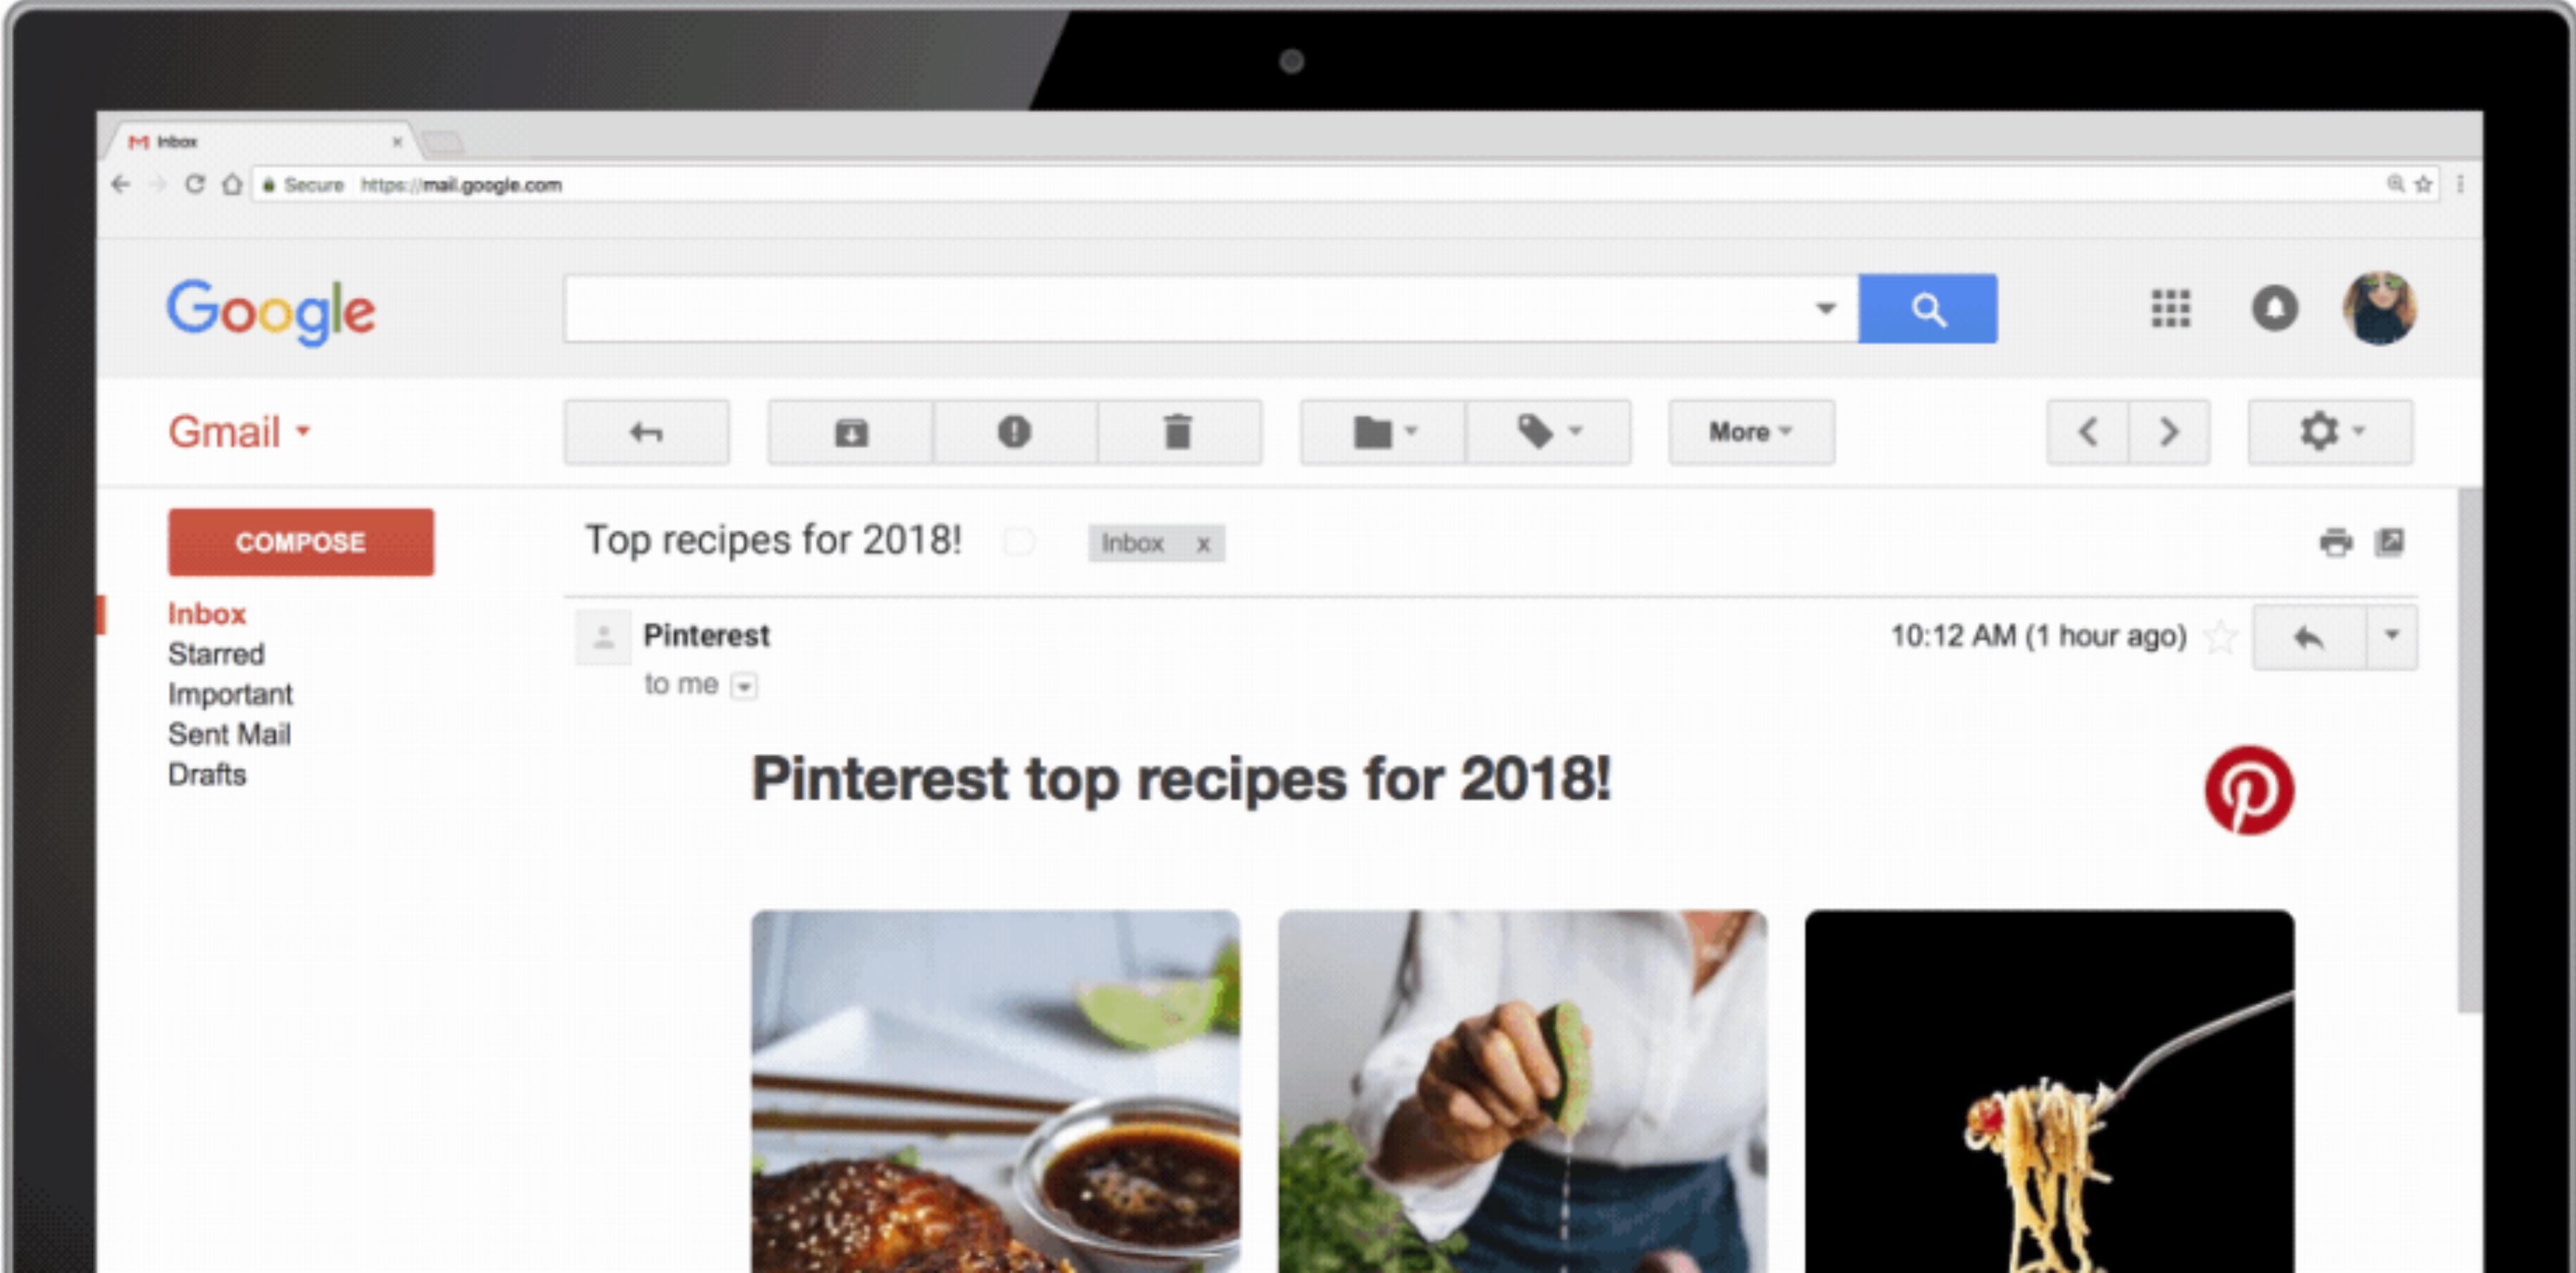 Inbox
Secure https://mail.google.com
Google
Gmail
More
COMPOSE
Top recipes for 2018! Inbox x
Inbox
Starred
Important
Sent Mail
Drafts
Pinterest
10:12 AM (1 hour ago)
to me
Pinterest top recipes for 2018!